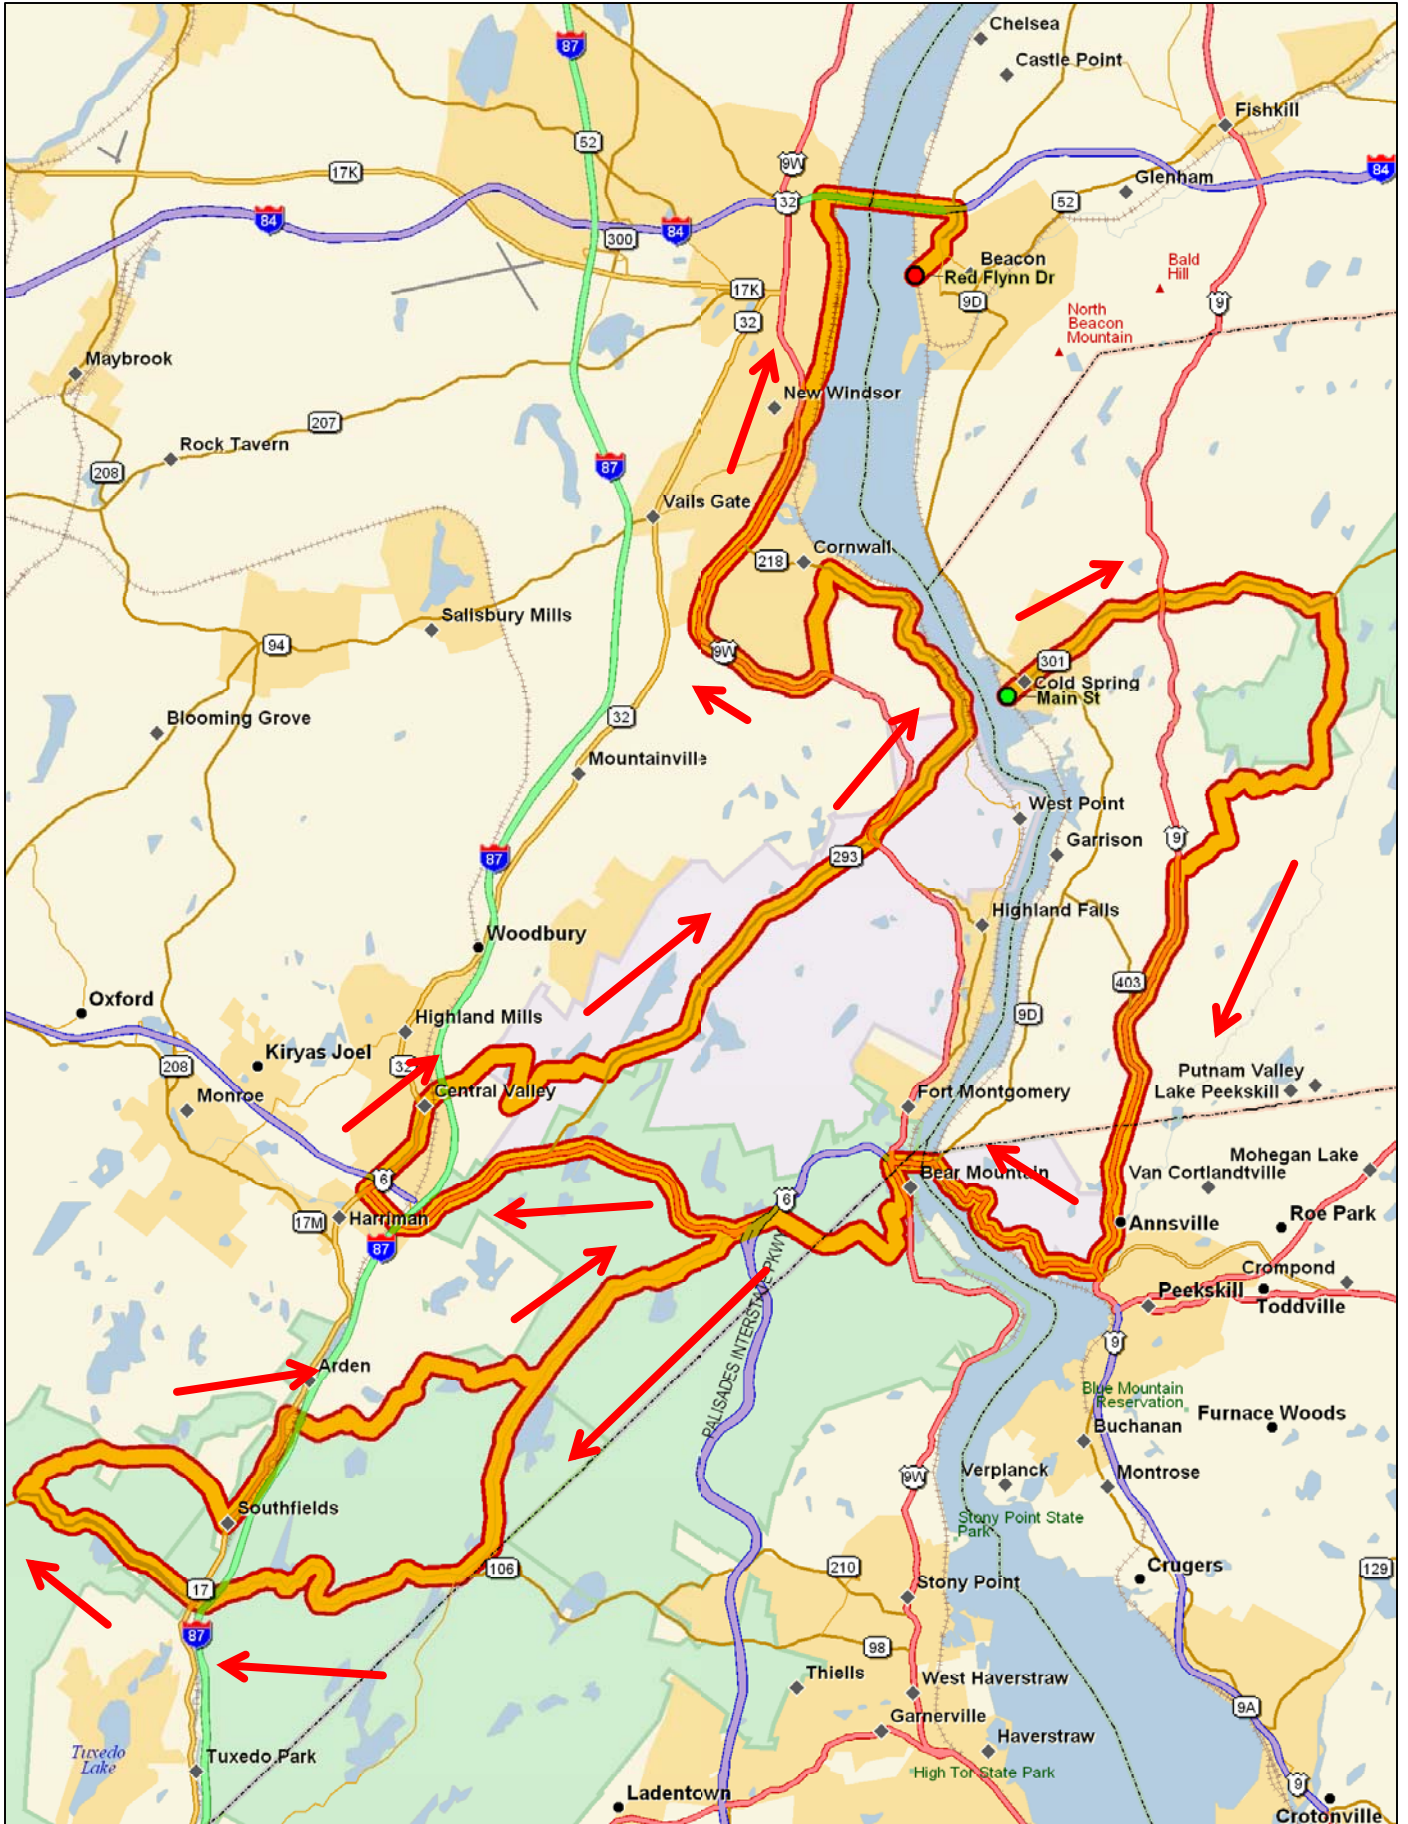 Chelsea
87
Castle Point
Fishkill
52
9W
17K
84
Glenham
32
52
84
300
84
Beacon
Bald
Hill
Red Flynn Dr
17K
9D
9
North
Beacon
Mountain
32
Maybrook
New Windsor
207
Rock Tavern
87
208
Vails Gate
Cornwall
218
Salisbury Mills
94
9W
301
Cold Spring
Main St
Blooming Grove
32
Mountainville
West Point
9
Garrison
87
293
Highland Falls
Woodbury
403
Oxford
9D
Highland Mills
Kiryas Joel
208
32
Putnam Valley
Central Valley
Fort Montgomery
Lake Peekskill
Monroe
Mohegan Lake
Bear Mountain
Van Cortlandtville
6
6
17M
Harriman
Annsville
Roe Park
87
Crompond
PALISADES INTERSTATE PKWY
Peekskill
Toddville
9
Arden
Blue Mountain
Reservation
Furnace Woods
Buchanan
Verplanck
Montrose
9W
Southfields
Stony Point State
Park
106
210
Crugers
129
17
Stony Point
87
98
Thiells
West Haverstraw
Garnerville
9A
Haverstraw
Tuxedo
Lake
Tuxedo Park
High Tor State Park
9
Ladentown
Crotonville